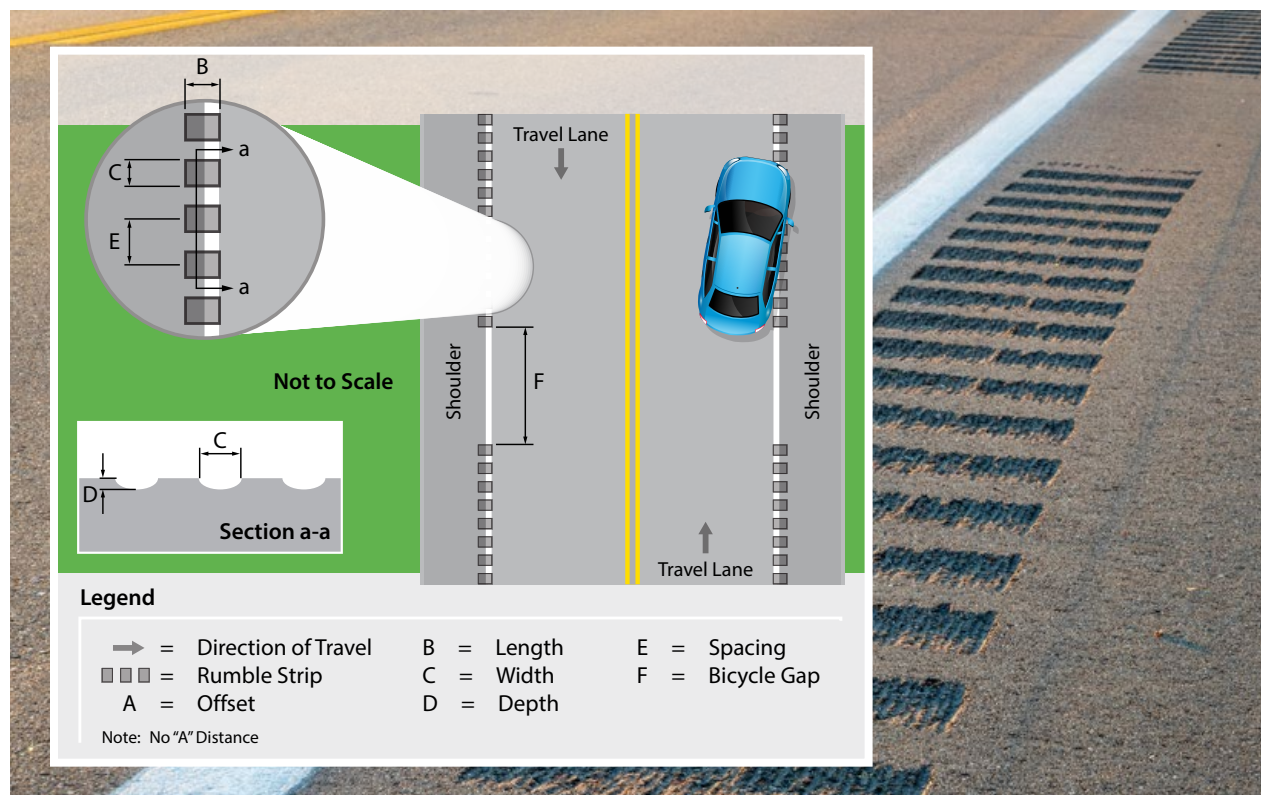 B
a
C
E
a
Travel Lane
F
Not to Scale
Shoulder
Shoulder
C
D
Section a-a
Travel Lane
Legend
= Direction of Travel
B = Length
E = Spacing
= Rumble Strip
C = Width
F = Bicycle Gap
A = Offset
D = Depth
Note: No “A” Distance